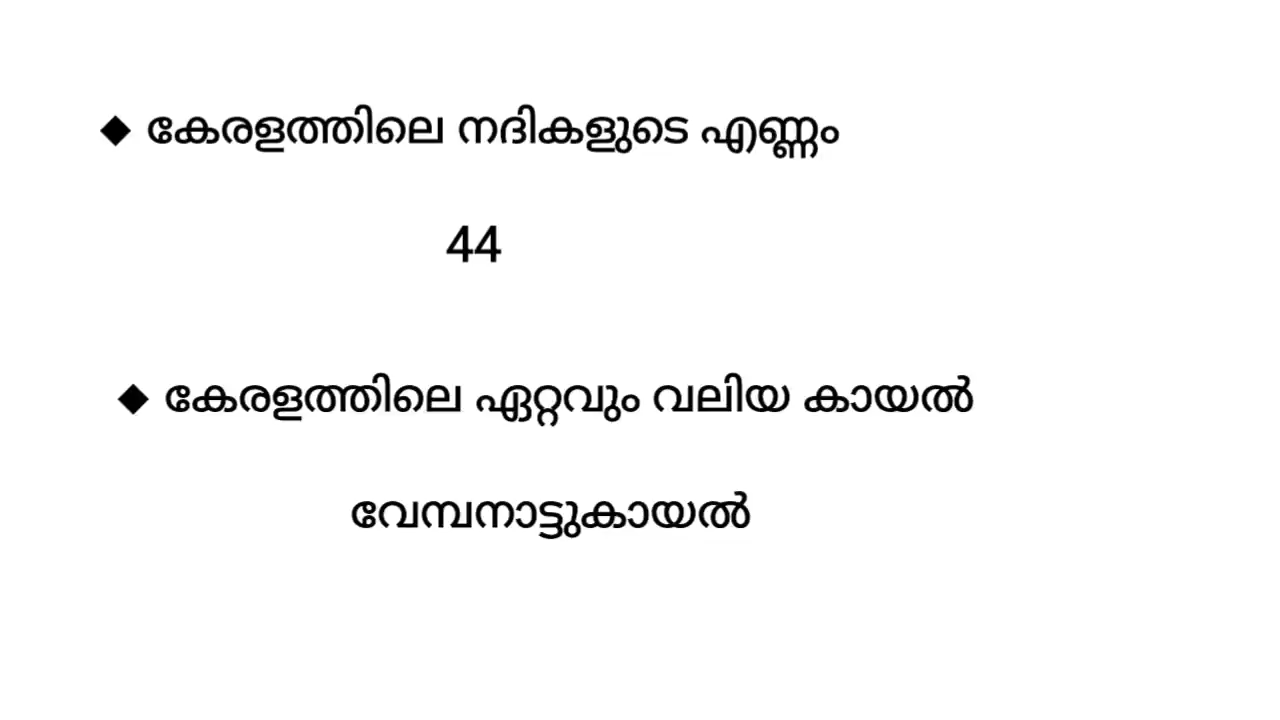 ◆ കേരളത്തിലെ നദികളുടെ എണ്ണം
44
◆ കേരളത്തിലെ ഏറ്റവും വലിയ കായൽ
വേമ്പനാട്ടുകായൽ